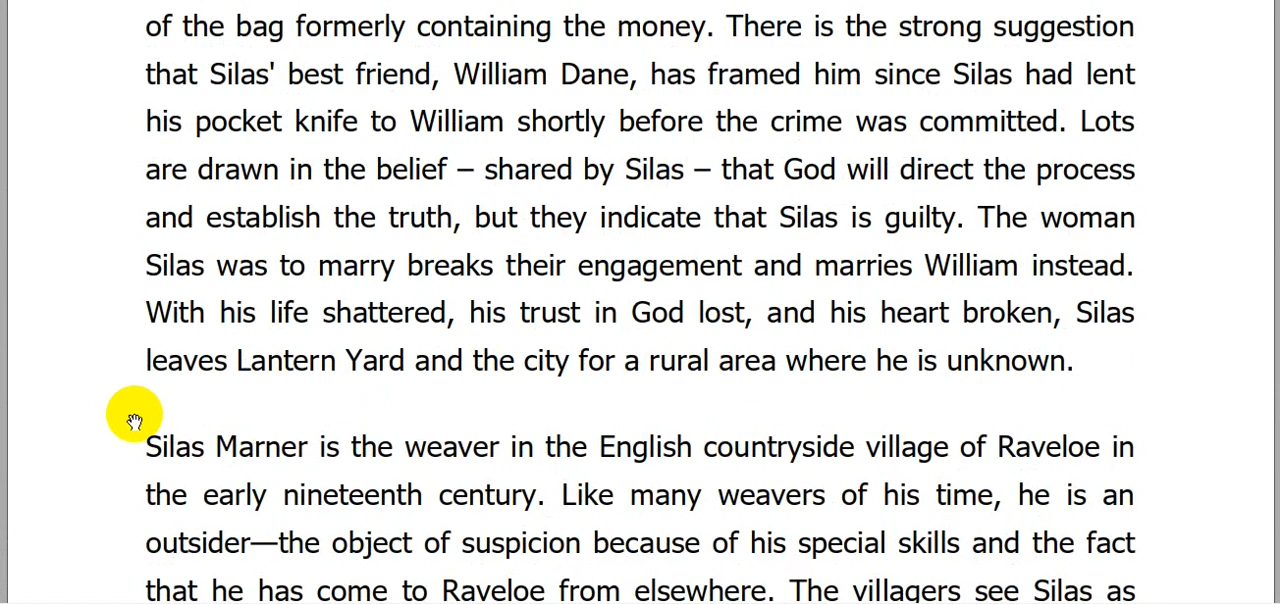 of the bag formerly containing the money. There is the strong suggestion
that Silas' best friend, William Dane, has framed him since Silas had lent
his pocket knife to William shortly before the crime was committed. Lots
are drawn in the belief – shared by Silas – that God will direct the process
and establish the truth, but they indicate that Silas is guilty. The woman
Silas was to marry breaks their engagement and marries William instead.
With his life shattered, his trust in God lost, and his heart broken, Silas
leaves Lantern Yard and the city for a rural area where he is unknown.
Silas Marner is the weaver in the English countryside village of Raveloe in
the early nineteenth century. Like many weavers of his time, he is an
outsider—the object of suspicion because of his special skills and the fact
that he has come to Raveloe from elsewhere. The villagers see Silas as